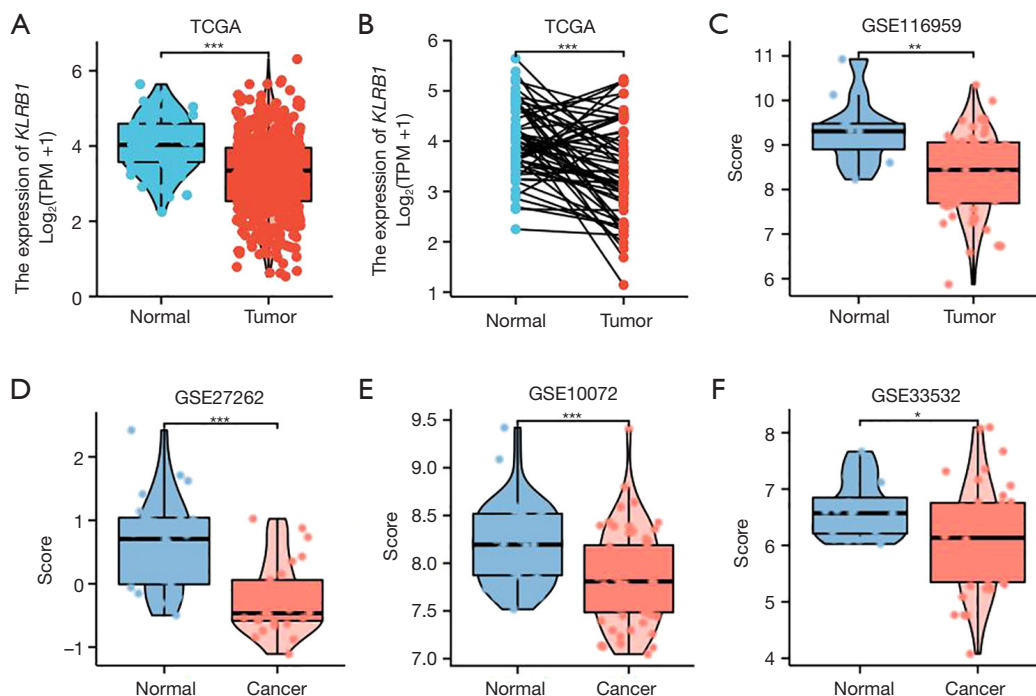 A
TCGA
***
The expression of KLRB1
Log₂(TPM +1)
6
4
2
0
Normal
Tumor
B
TCGA
***
The expression of KLRB1
Log₂(TPM +1)
6
5
4
3
2
1
Normal
Tumor
C
GSE116959
**
Score
11
10
9
8
7
6
Normal
Tumor
D
GSE27262
***
Score
2
1
0
−1
Normal
Cancer
E
GSE10072
***
Score
9.5
9.0
8.5
8.0
7.5
7.0
Normal
Cancer
F
GSE33532
*
Score
8
7
6
5
4
Normal
Cancer